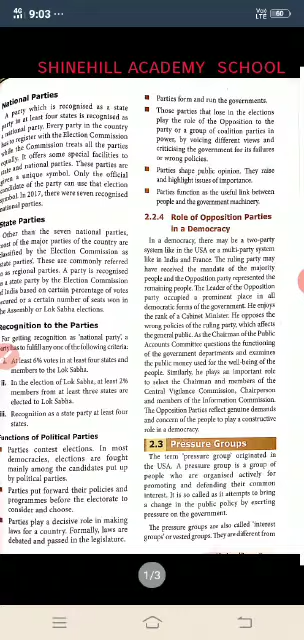 4G
9:03 ...
Vo)
LTE
60
SHINEHILL ACADEMY SCHOOL
National Parties
A party which is recognised as a state
party in at least four states is recognised as
a national party. Every party in the country
has to register with the Election Commission
while the Commission treats all the parties
equally. It offers some special facilities to
state and national parties. These parties are
given a unique symbol. Only the official
candidate of the party can use that election
symbol. In 2017, there were seven recognised
national parties.
State Parties
Other than the seven national parties,
most of the major parties of the country are
classified by the Election Commission as
'state parties'. These are commonly referred
to as regional parties. A party is recognised
as a state party by the Election Commission
of India based on certain percentage of votes
secured or a certain number of seats won in
the Assembly or Lok Sabha elections.
Recognition to the Parties
For getting recognition as 'national party', a
party has to fulfil any one of the following criteria:
At least 6% votes in at least four states and
members to the Lok Sabha.
ii. In the election of Lok Sabha, at least 2%
members from at least three states are
elected to Lok Sabha.
iii. Recognition as a state party at least four
states.
Functions of Political Parties
■ Parties contest elections. In most
democracies, elections are fought
mainly among the candidates put up
by political parties.
■ Parties put forward their policies and
programmes before the electorate to
consider and choose.
■ Parties play a decisive role in making
laws for a country. Formally, laws are
debated and passed in the legislature.
■ Parties form and run the governments.
■ Those parties that lose in the elections
play the role of the Opposition to the
party or a group of coalition parties in
power, by voicing different views and
criticising the government for its failures
or wrong policies.
■ Parties shape public opinion. They raise
and highlight issues of importance.
■ Parties function as the useful link between
people and the government machinery.
2.2.4 Role of Opposition Parties
in a Democracy
In a democracy, there may be a two-party
system like in the USA or a multi-party system
like in India and France. The ruling party may
have received the mandate of the majority
people and the Opposition party represented the
remaining people. The Leader of the Opposition
party occupied a prominent place in all
democratic forms of the government. He enjoys
the rank of a Cabinet Minister. He opposes the
wrong policies of the ruling party, which affects
the general public. As the Chairman of the Public
Accounts Committee questions the functioning
of the government departments and examines
the public money used for the well-being of the
people. Similarly, he plays an important role
to select the Chairman and members of the
Central Vigilance Commission, Chairperson
and members of the Information Commission.
The Opposition Parties reflect genuine demands
and concern of the people to play a constructive
role in a democracy.
2.3 Pressure Groups
The term 'pressure group' originated in
the USA. A pressure group is a group of
people who are organised actively for
promoting and defending their common
interest. It is so called as it attempts to bring
a change in the public policy by exerting
pressure on the government.
The pressure groups are also called 'interest
groups' or vested groups. They are different from
1/3